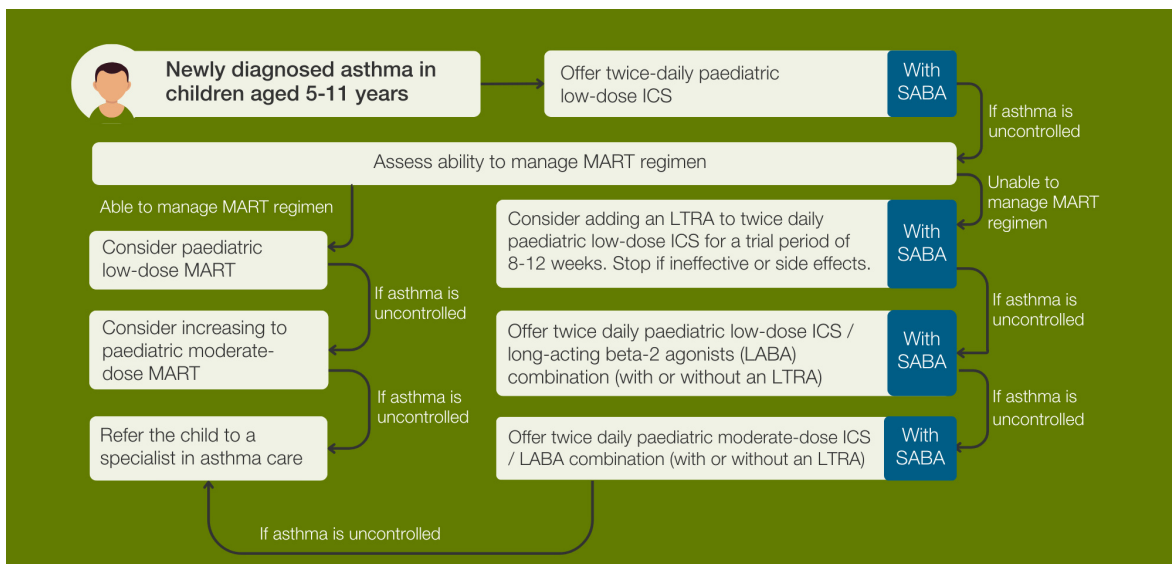 Newly diagnosed asthma in
children aged 5-11 years
Offer twice-daily paediatric
low-dose ICS
With
SABA
If asthma is
uncontrolled
Assess ability to manage MART regimen
Able to manage MART regimen
Unable to
manage MART
regimen
Consider paediatric
low-dose MART
If asthma is
uncontrolled
Consider increasing to
paediatric moderate-
dose MART
If asthma is
uncontrolled
Refer the child to a
specialist in asthma care
Consider adding an LTRA to twice daily
paediatric low-dose ICS for a trial period of
8-12 weeks. Stop if ineffective or side effects.
With
SABA
If asthma is
uncontrolled
Offer twice daily paediatric low-dose ICS /
long-acting beta-2 agonists (LABA)
combination (with or without an LTRA)
With
SABA
If asthma is
uncontrolled
Offer twice daily paediatric moderate-dose ICS
/ LABA combination (with or without an LTRA)
With
SABA
If asthma is uncontrolled